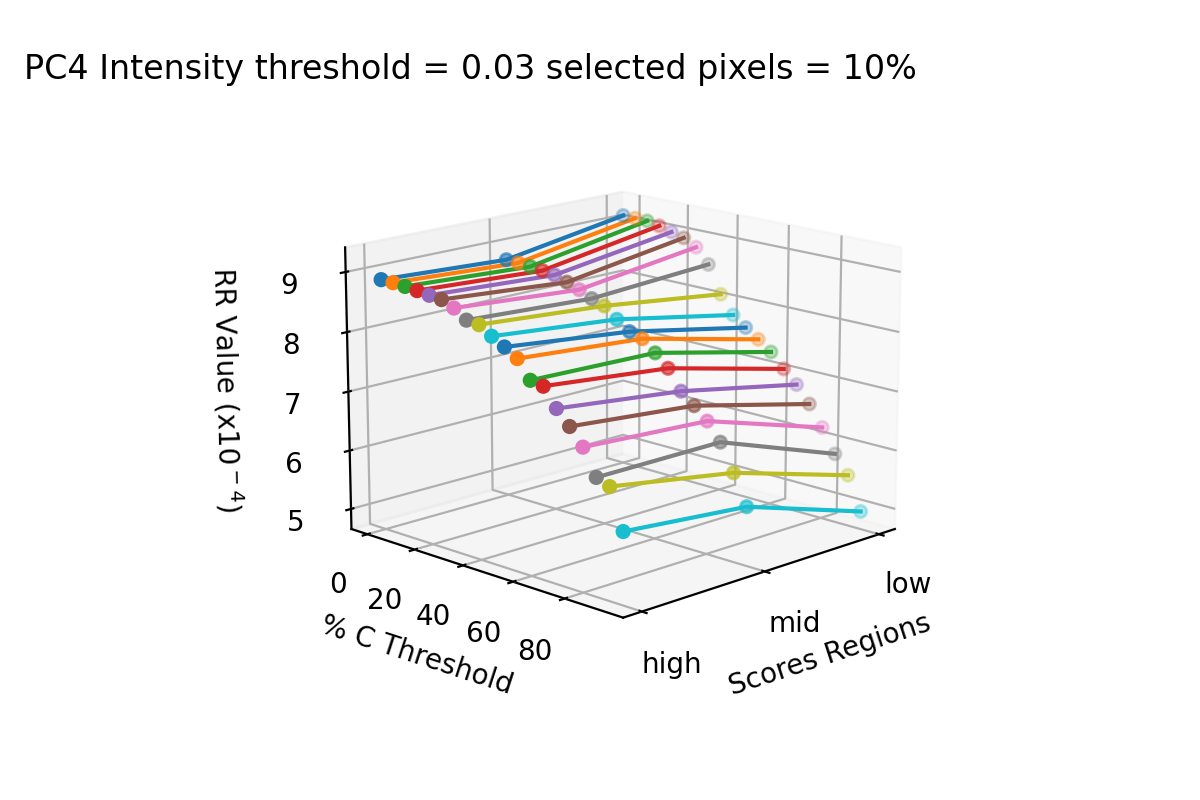 PC4 Intensity threshold = 0.03 selected pixels = 10%
RR Value (x10⁻⁴)
9
8
7
6
5
0
20
40
60
80
% C Threshold
high
mid
low
Scores Regions